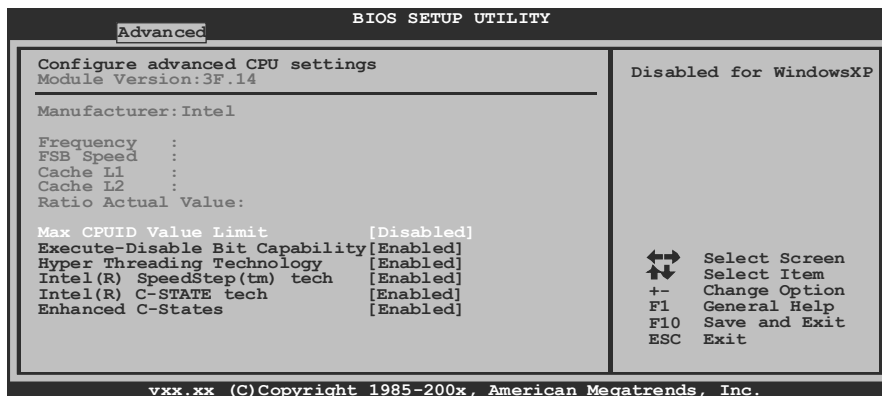 BIOS SETUP UTILITY
Advanced
Configure advanced CPU settings
Module Version:3F.14
Manufacturer:Intel
Frequency :
FSB Speed :
Cache L1 :
Cache L2 :
Ratio Actual Value:
Max CPUID Value Limit [Disabled]
Execute-Disable Bit Capability[Enabled]
Hyper Threading Technology [Enabled]
Intel(R) SpeedStep(tm) tech [Enabled]
Intel(R) C-STATE tech [Enabled]
Enhanced C-States [Enabled]
Disabled for WindowsXP
Select Screen
Select Item
+- Change Option
F1 General Help
F10 Save and Exit
ESC Exit
vxx.xx (C)Copyright 1985-200x, American Megatrends, Inc.